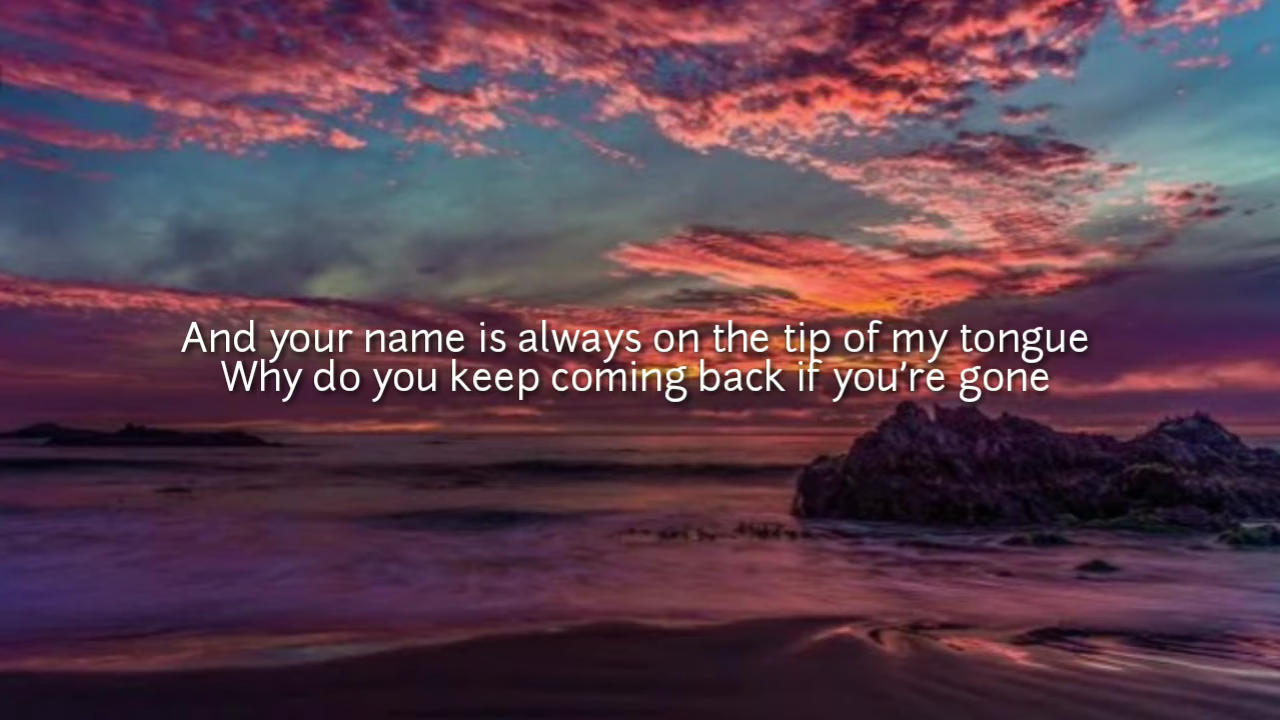 And your name is always on the tip of my tongue
Why do you keep coming back if you're gone